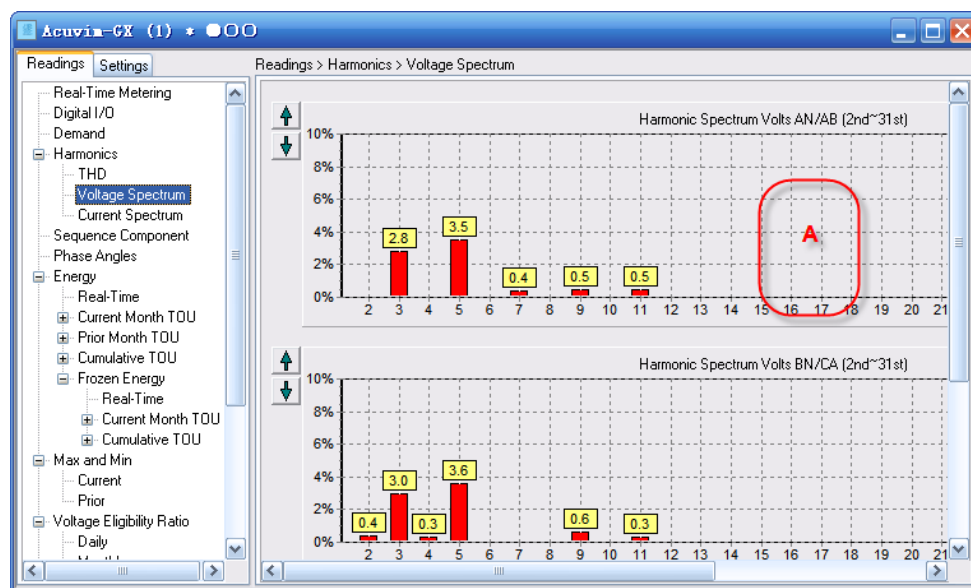 Acuvim-GX (1) *
Readings Settings
Readings > Harmonics > Voltage Spectrum
Real-Time Metering
Digital I/O
Demand
Harmonics
THD
Voltage Spectrum
Current Spectrum
Sequence Component
Phase Angles
Energy
Real-Time
Current Month TOU
Prior Month TOU
Cumulative TOU
Frozen Energy
Real-Time
Current Month TOU
Cumulative TOU
Max and Min
Current
Prior
Voltage Eligibility Ratio
Daily
Harmonic Spectrum Volts AN/AB (2nd~31st)
10%
8%
6%
4%
2%
0%
2.8 3.5 0.4 0.5 0.5
A
2 3 4 5 6 7 8 9 10 11 12 13 14 15 16 17 18 19 20 21
Harmonic Spectrum Volts BN/CA (2nd~31st)
10%
8%
6%
4%
2%
0%
0.4 3.0 0.3 3.6 0.6 0.3
2 3 4 5 6 7 8 9 10 11 12 13 14 15 16 17 18 19 20 21